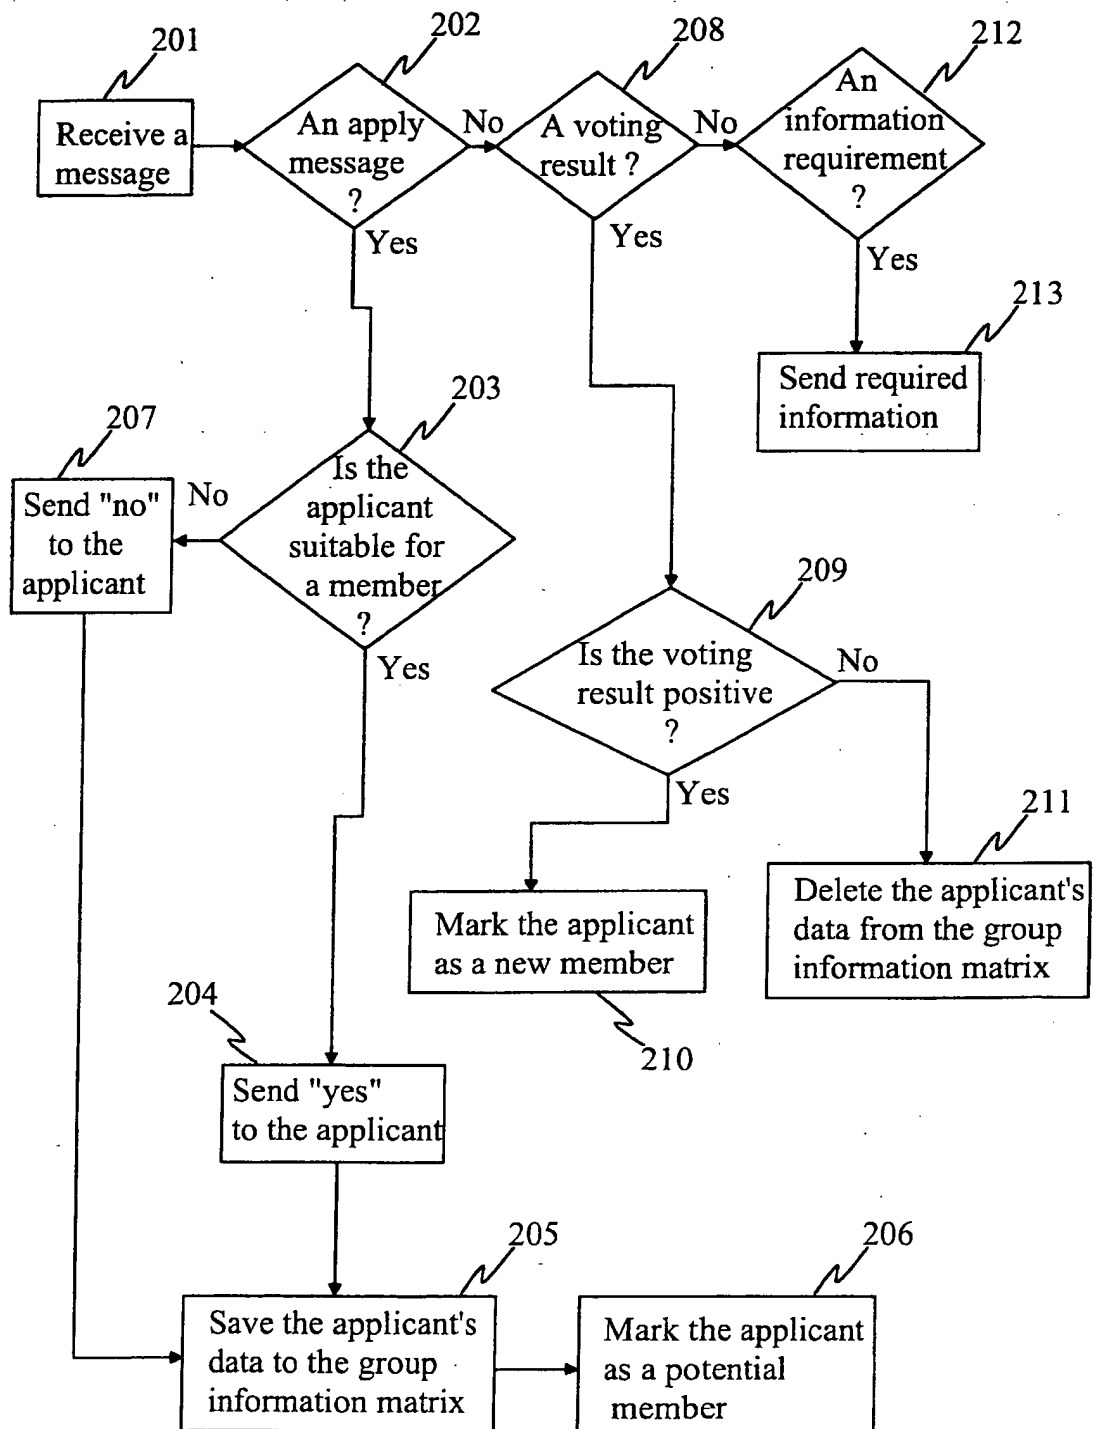 201
Receive a
message
202
An apply
message
?
No
Yes
208
A voting
result ?
No
Yes
212
An
information
requirement
?
Yes
213
Send required
information
203
Is the
applicant
suitable for
a member
?
No
Yes
207
Send "no"
to the
applicant
209
Is the voting
result positive
?
No
Yes
211
Delete the applicant's
data from the group
information matrix
Mark the applicant
as a new member
210
204
Send "yes"
to the applicant
205
Save the applicant's
data to the group
information matrix
206
Mark the applicant
as a potential
member